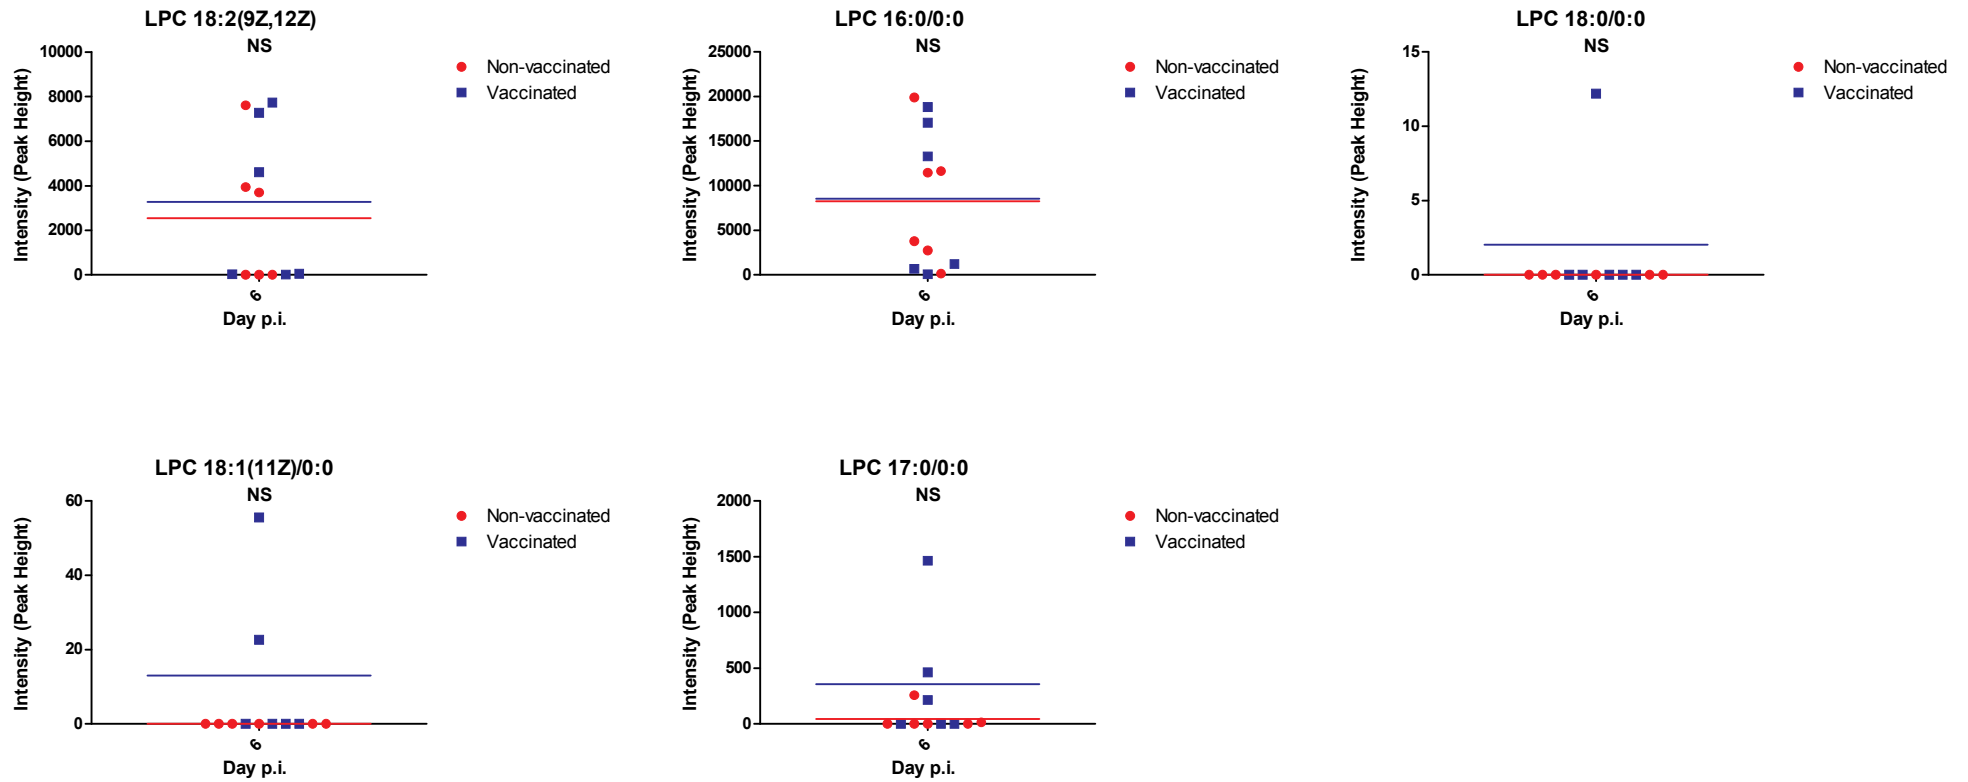 LPC 18:2(9Z,12Z)
NS
10000
8000
6000
4000
2000
0
Intensity (Peak Height)
6
Day p.i.
Non-vaccinated
Vaccinated
LPC 16:0/0:0
NS
25000
20000
15000
10000
5000
0
Intensity (Peak Height)
6
Day p.i.
Non-vaccinated
Vaccinated
LPC 18:0/0:0
NS
15
10
5
0
Intensity (Peak Height)
6
Day p.i.
Non-vaccinated
Vaccinated
LPC 18:1(11Z)/0:0
NS
60
40
20
0
Intensity (Peak Height)
6
Day p.i.
Non-vaccinated
Vaccinated
LPC 17:0/0:0
NS
2000
1500
1000
500
0
Intensity (Peak Height)
6
Day p.i.
Non-vaccinated
Vaccinated